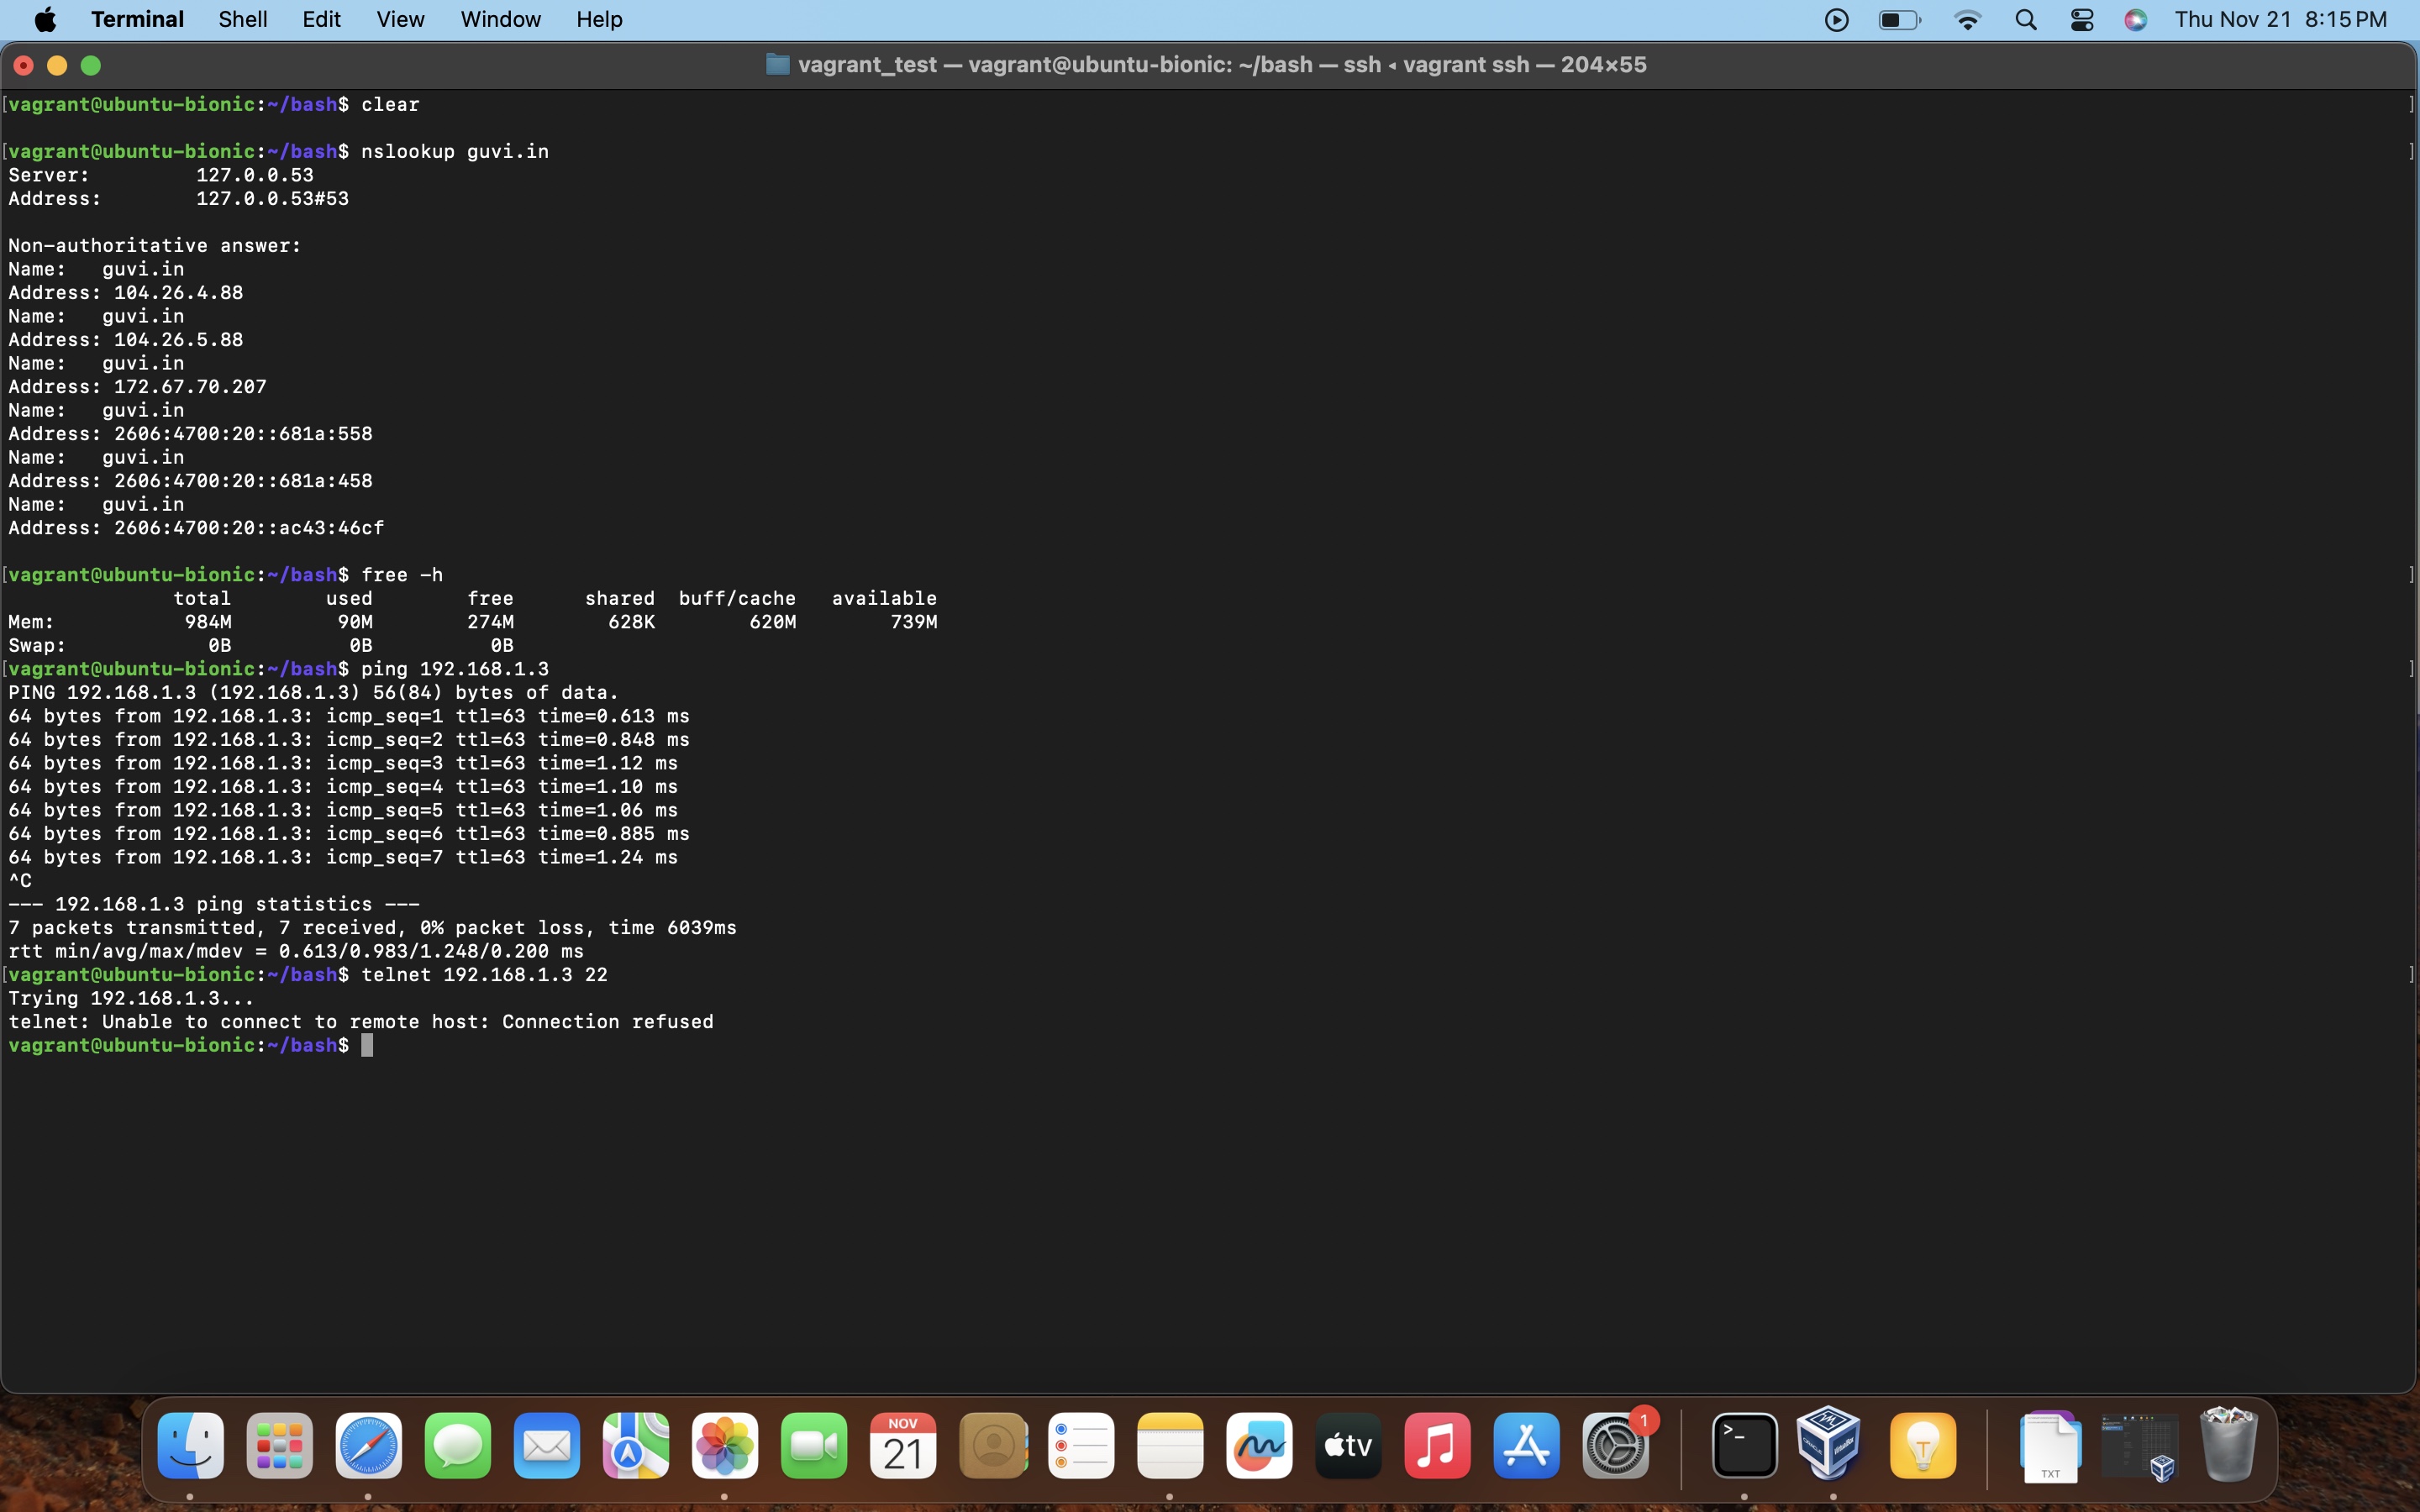 Terminal Shell Edit View Window Help Thu Nov 21 8:15 PM
vagrant_test — vagrant@ubuntu-bionic: ~/bash — ssh ◂ vagrant ssh — 204×55
[vagrant@ubuntu-bionic:~/bash$ clear ]
[vagrant@ubuntu-bionic:~/bash$ nslookup guvi.in ]
Server: 127.0.0.53
Address: 127.0.0.53#53
Non-authoritative answer:
Name: guvi.in
Address: 104.26.4.88
Name: guvi.in
Address: 104.26.5.88
Name: guvi.in
Address: 172.67.70.207
Name: guvi.in
Address: 2606:4700:20::681a:558
Name: guvi.in
Address: 2606:4700:20::681a:458
Name: guvi.in
Address: 2606:4700:20::ac43:46cf
[vagrant@ubuntu-bionic:~/bash$ free -h ]
total used free shared buff/cache available
Mem: 984M 90M 274M 628K 620M 739M
Swap: 0B 0B 0B
[vagrant@ubuntu-bionic:~/bash$ ping 192.168.1.3 ]
PING 192.168.1.3 (192.168.1.3) 56(84) bytes of data.
64 bytes from 192.168.1.3: icmp_seq=1 ttl=63 time=0.613 ms
64 bytes from 192.168.1.3: icmp_seq=2 ttl=63 time=0.848 ms
64 bytes from 192.168.1.3: icmp_seq=3 ttl=63 time=1.12 ms
64 bytes from 192.168.1.3: icmp_seq=4 ttl=63 time=1.10 ms
64 bytes from 192.168.1.3: icmp_seq=5 ttl=63 time=1.06 ms
64 bytes from 192.168.1.3: icmp_seq=6 ttl=63 time=0.885 ms
64 bytes from 192.168.1.3: icmp_seq=7 ttl=63 time=1.24 ms
^C
--- 192.168.1.3 ping statistics ---
7 packets transmitted, 7 received, 0% packet loss, time 6039ms
rtt min/avg/max/mdev = 0.613/0.983/1.248/0.200 ms
[vagrant@ubuntu-bionic:~/bash$ telnet 192.168.1.3 22 ]
Trying 192.168.1.3...
telnet: Unable to connect to remote host: Connection refused
vagrant@ubuntu-bionic:~/bash$
NOV
21
tv
1
>_
TXT